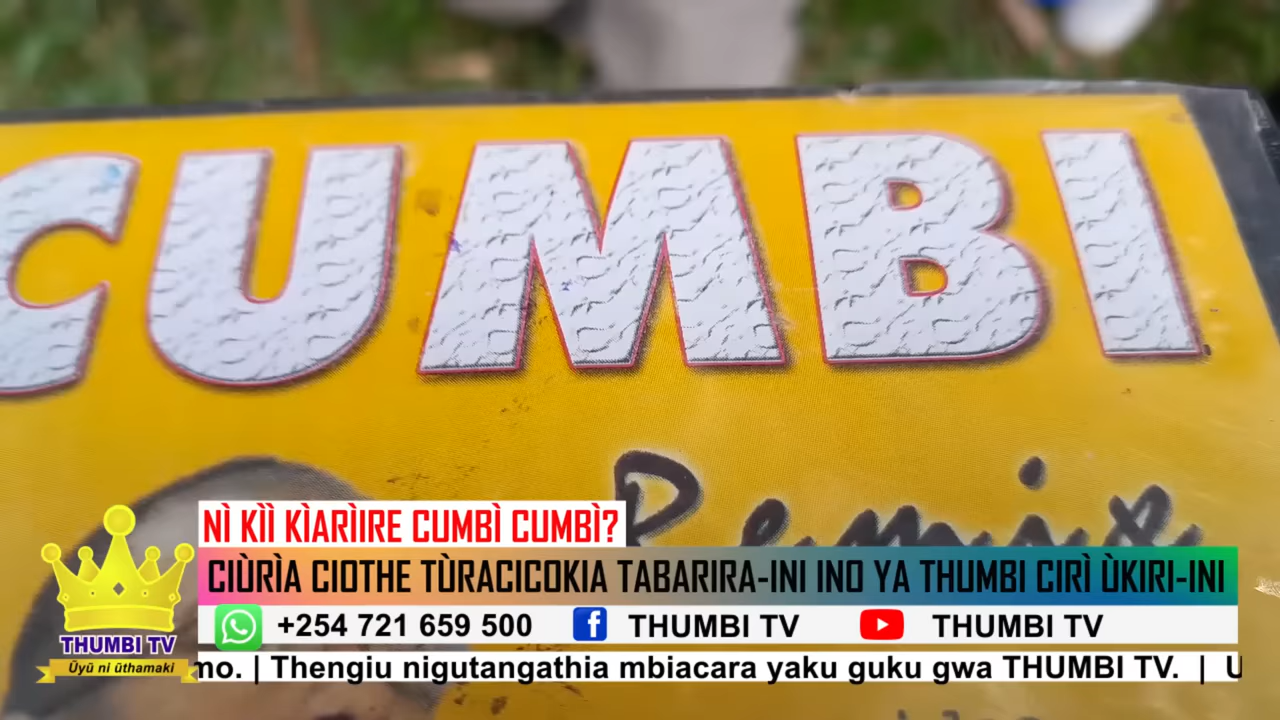 CUMBI
Remix
NÌ KÌÌ KÌARÌIRE CUMBÌ CUMBÌ?
CIÙRÌA CIOTHE TÙRACICOKIA TABARIRA-INI INO YA THUMBI CIRÌ ÙKIRI-INI
+254 721 659 500 THUMBI TV THUMBI TV
THUMBI TV
Ũyũ ni ũthamaki
mo. | Thengiu nigutangathia mbiacara yaku guku gwa THUMBI TV. | U